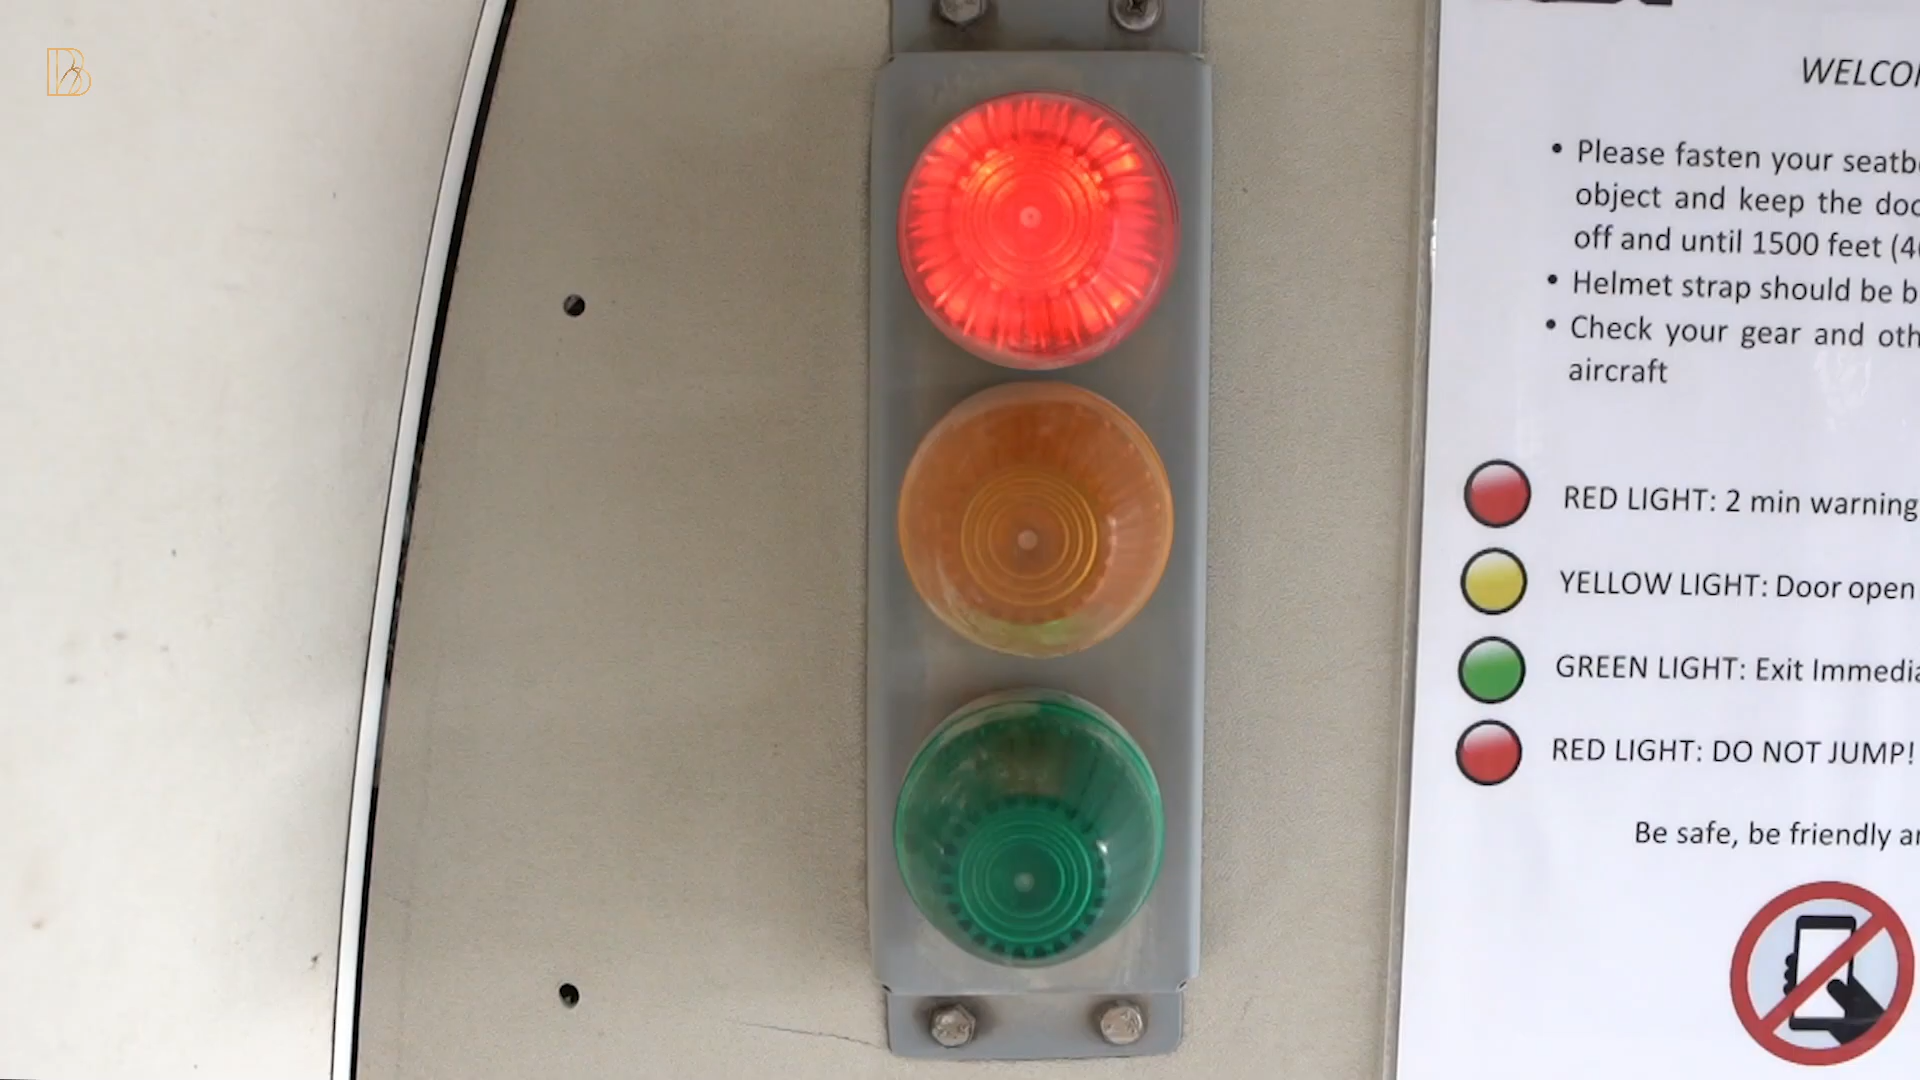 WELCO
Please fasten your seatb
object and keep the doo
off and until 1500 feet (4
Helmet strap should be b
Check your gear and oth
aircraft
RED LIGHT: 2 min warning
YELLOW LIGHT: Door open
GREEN LIGHT: Exit Immedia
RED LIGHT: DO NOT JUMP!
Be safe, be friendly a